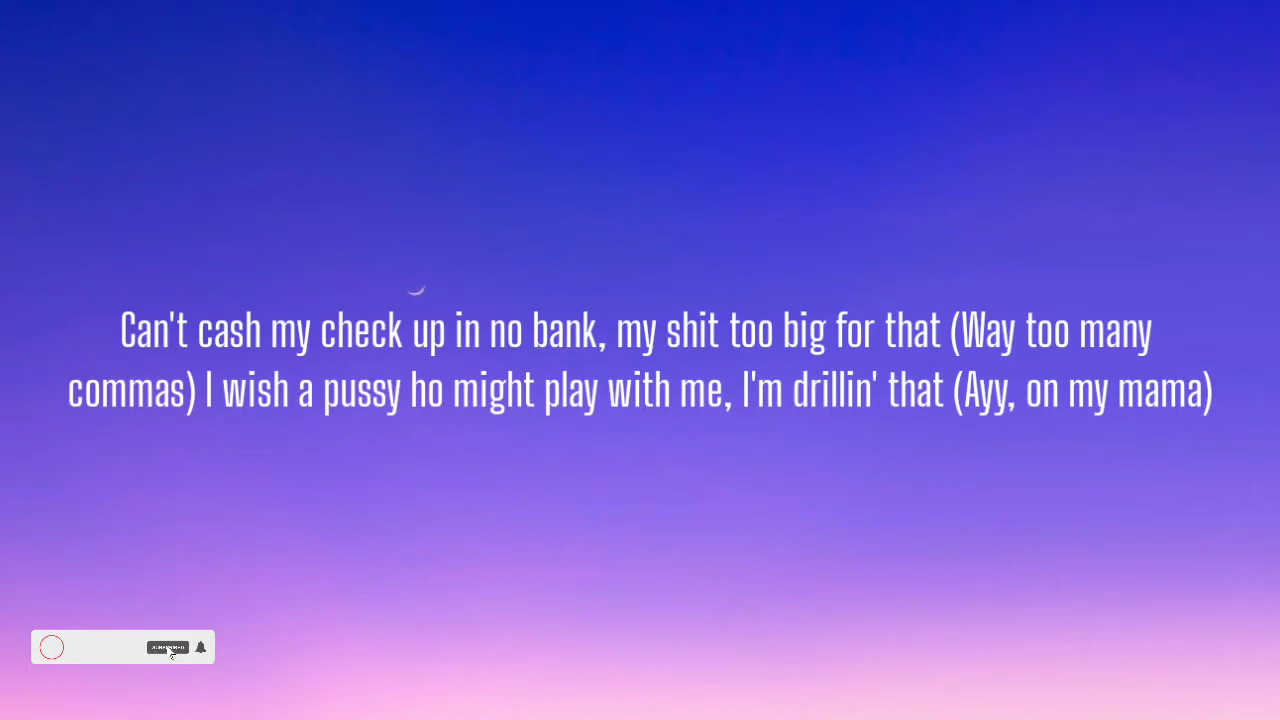 Can't cash my check up in no bank, my shit too big for that (Way too many
commas) I wish a pussy ho might play with me, I'm drillin' that (Ayy, on my mama)
SUBSCRIBED